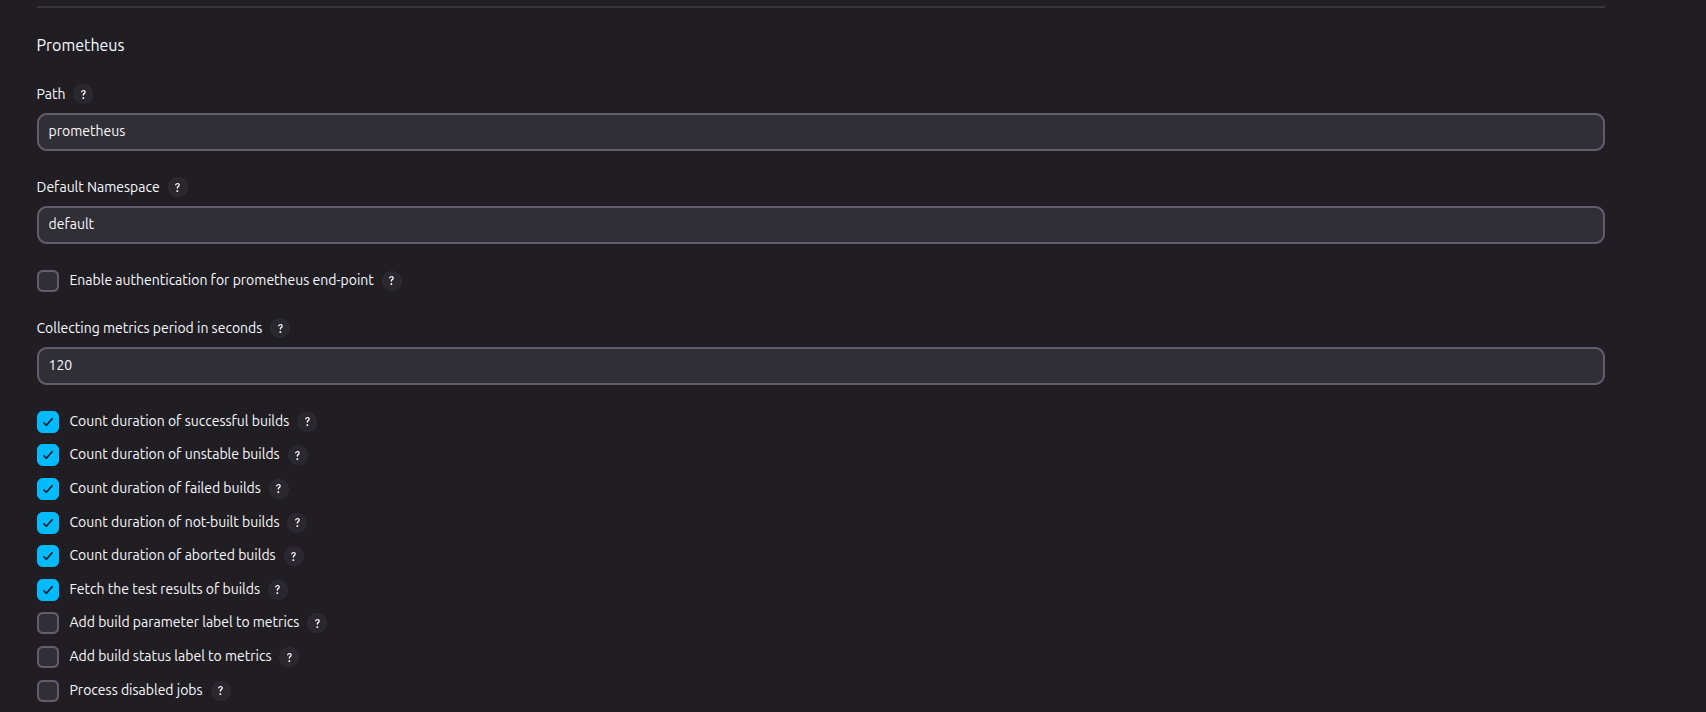 Prometheus
Path ?
prometheus
Default Namespace ?
default
Enable authentication for prometheus end-point ?
Collecting metrics period in seconds ?
120
Count duration of successful builds ?
Count duration of unstable builds ?
Count duration of failed builds ?
Count duration of not-built builds ?
Count duration of aborted builds ?
Fetch the test results of builds ?
Add build parameter label to metrics ?
Add build status label to metrics ?
Process disabled jobs ?